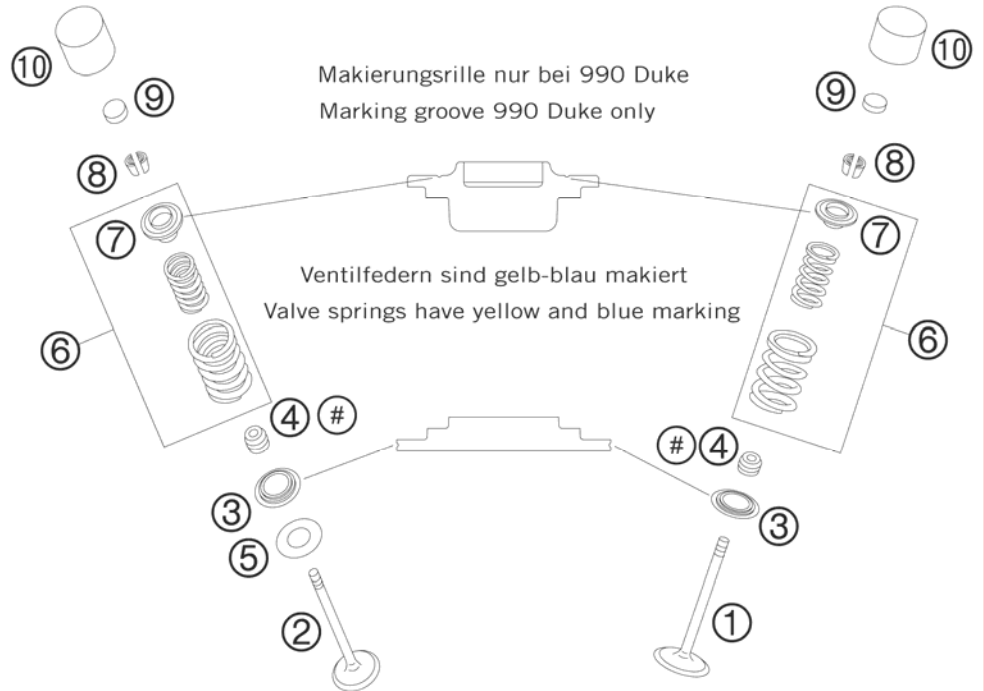 ⑩ ⑩
Makierungsrille nur bei 990 Duke
⑨ ⑨
Marking groove 990 Duke only
⑧ ⑧
⑦ ⑦
Ventilfedern sind gelb-blau makiert
Valve springs have yellow and blue marking
⑥ ⑥
④ # # ④
③ ③
⑤
② ①